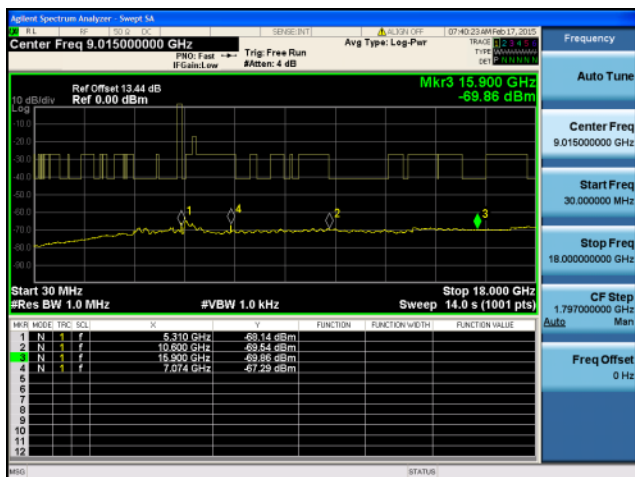 Agilent Spectrum Analyzer - Swept SA
RL RF 50 Ω DC SENSE:INT ALIGN OFF 07:40:23 AM Feb 17, 2015
Center Freq 9.015000000 GHz Avg Type: Log-Pwr TRACE 1 2 3 4 5 6
PNO: Fast Trig: Free Run TYPE
IFGain:Low #Atten: 4 dB DET P N N N N N
Frequency
Auto Tune
Mkr3 15.900 GHz
-69.86 dBm
Ref Offset 13.44 dB
10 dB/div Ref 0.00 dBm
Log
-10.0
-20.0
-30.0
-40.0
-50.0
-60.0
-70.0
-80.0
-90.0
1
4
2
3
Start 30 MHz Stop 18.000 GHz
#Res BW 1.0 MHz #VBW 1.0 kHz Sweep 14.0 s (1001 pts)
MKR MODE TRC SCL X Y FUNCTION FUNCTION WIDTH FUNCTION VALUE
1 N 1 f 5.310 GHz -68.14 dBm
2 N 1 f 10.600 GHz -69.54 dBm
3 N 1 f 15.900 GHz -69.86 dBm
4 N 1 f 7.074 GHz -67.29 dBm
5
6
7
8
9
10
11
12
MSG STATUS
Center Freq
9.015000000 GHz
Start Freq
30.000000 MHz
Stop Freq
18.000000000 GHz
CF Step
1.797000000 GHz
Auto Man
Freq Offset
0 Hz